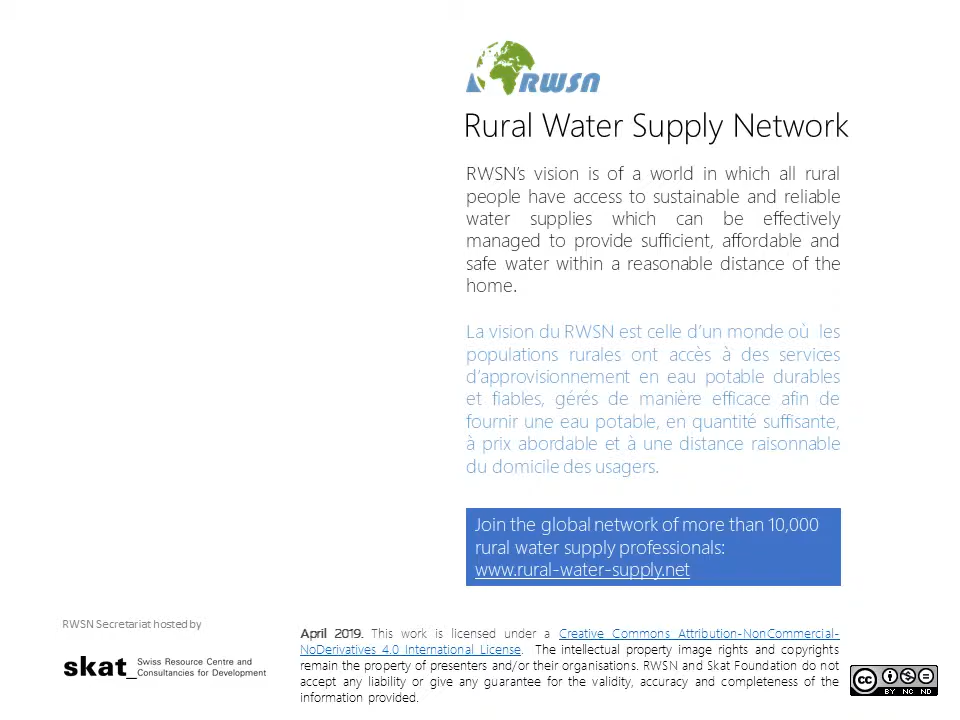 RWSN
Rural Water Supply Network
RWSN's vision is of a world in which all rural
people have access to sustainable and reliable
water supplies which can be effectively
managed to provide sufficient, affordable and
safe water within a reasonable distance of the
home.
La vision du RWSN est celle d'un monde où les
populations rurales ont accès à des services
d'approvisionnement en eau potable durables
et fiables, gérés de manière efficace afin de
fournir une eau potable, en quantité suffisante,
à prix abordable et à une distance raisonnable
du domicile des usagers.
Join the global network of more than 10,000
rural water supply professionals:
www.rural-water-supply.net
RWSN Secretariat hosted by
skat_ Swiss Resource Centre and
Consultancies for Development
April 2019. This work is licensed under a Creative Commons Attribution-NonCommercial-
NoDerivatives 4.0 International License. The intellectual property image rights and copyrights
remain the property of presenters and/or their organisations. RWSN and Skat Foundation do not
accept any liability or give any guarantee for the validity, accuracy and completeness of the
information provided.
cc
BY NC ND